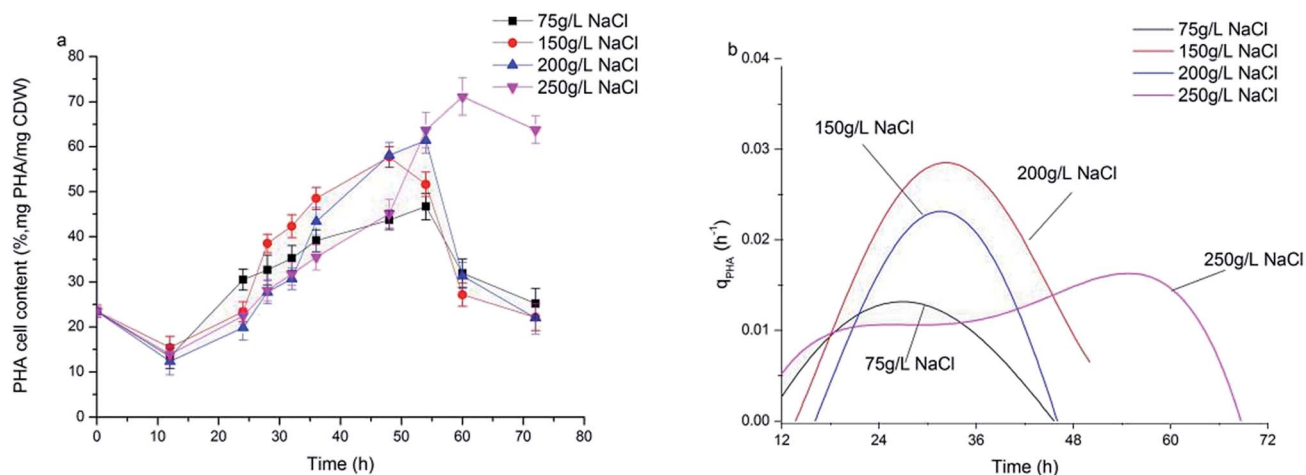 a
75g/L NaCl
150g/L NaCl
200g/L NaCl
250g/L NaCl
PHA cell content (%,mg PHA/mg CDW)
80
70
60
50
40
30
20
10
0
0 10 20 30 40 50 60 70 80
Time (h)
b
75g/L NaCl
150g/L NaCl
200g/L NaCl
250g/L NaCl
q_PHA (h⁻¹)
0.04
0.03
0.02
0.01
0.00
150g/L NaCl
200g/L NaCl
250g/L NaCl
75g/L NaCl
12 24 36 48 60 72
Time (h)